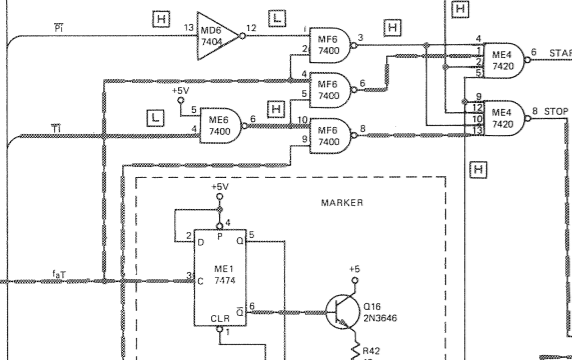 H
H
P̅i̅
13
MD6
7404
12
L
1
2
MF6
7400
3
H
4
1
2
5
ME4
7420
6
STAR
4
5
MF6
7400
6
+5V
5
4
ME6
7400
6
H
L
T̅i̅
10
9
MF6
7400
8
9
12
10
13
ME4
7420
8
STOP
H
MARKER
+5V
4
P
2
D
Q
5
ME1
7474
3
C
faT
Q̅
6
CLR
1
+5
Q16
2N3646
R42